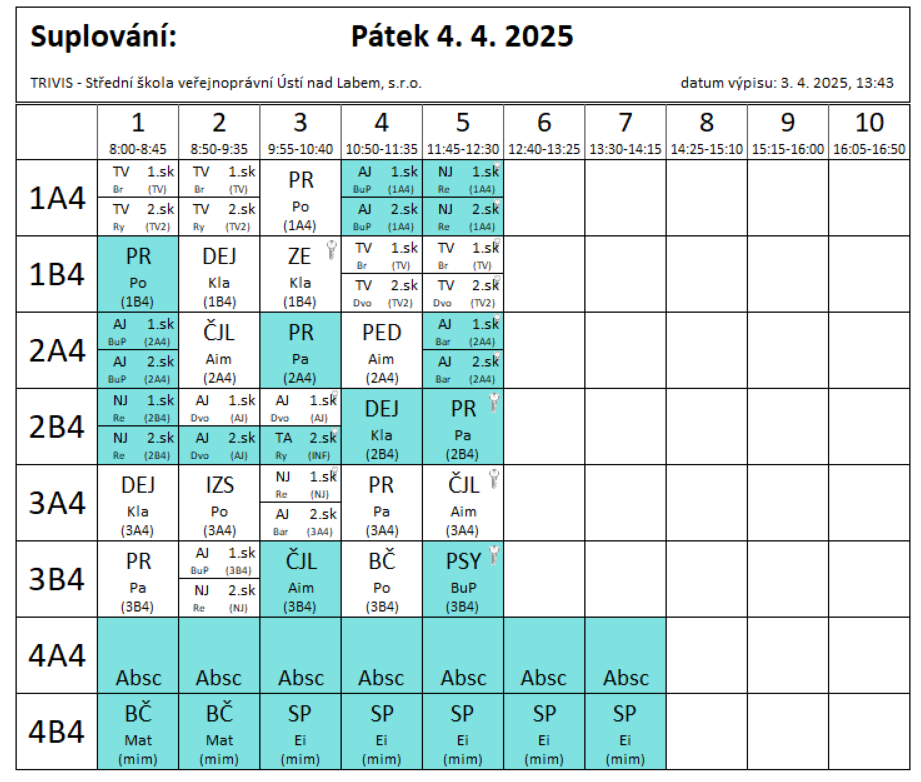 Suplování: Pátek 4. 4. 2025
TRIVIS - Střední škola veřejnoprávní Ústí nad Labem, s.r.o. datum výpisu: 3. 4. 2025, 13:43
1 2 3 4 5 6 7 8 9 10
8:00-8:45 8:50-9:35 9:55-10:40 10:50-11:35 11:45-12:30 12:40-13:25 13:30-14:15 14:25-15:10 15:15-16:00 16:05-16:50
1A4
TV 1.sk TV 1.sk PR AJ 1.sk NJ 1.sk
Br (TV) Br (TV) Po BuP (1A4) Re (1A4)
TV 2.sk TV 2.sk (1A4) AJ 2.sk NJ 2.sk
Ry (TV2) Ry (TV2) BuP (1A4) Re (1A4)
1B4
PR DEJ ZE TV 1.sk TV 1.sk
Po Kla Kla Br (TV) Br (TV)
(1B4) (1B4) (1B4) TV 2.sk TV 2.sk
Dvo (TV2) Dvo (TV2)
2A4
AJ 1.sk ČJL PR PED AJ 1.sk
BuP (2A4) Aim Pa Aim Bar (2A4)
AJ 2.sk (2A4) (2A4) (2A4) AJ 2.sk
BuP (2A4) Bar (2A4)
2B4
NJ 1.sk AJ 1.sk AJ 1.sk DEJ PR
Re (2B4) Dvo (AJ) Dvo (AJ) Kla Pa
NJ 2.sk AJ 2.sk TA 2.sk (2B4) (2B4)
Re (2B4) Dvo (AJ) Ry (INF)
3A4
DEJ IZS NJ 1.sk PR ČJL
Kla Po Re (NJ) Pa Aim
(3A4) (3A4) AJ 2.sk (3A4) (3A4)
Bar (3A4)
3B4
PR AJ 1.sk ČJL BČ PSY
Pa BuP (3B4) Aim Po BuP
(3B4) NJ 2.sk (3B4) (3B4) (3B4)
Re (NJ)
4A4
Absc Absc Absc Absc Absc Absc Absc
4B4
BČ BČ SP SP SP SP SP
Mat Mat Ei Ei Ei Ei Ei
(mim) (mim) (mim) (mim) (mim) (mim) (mim)